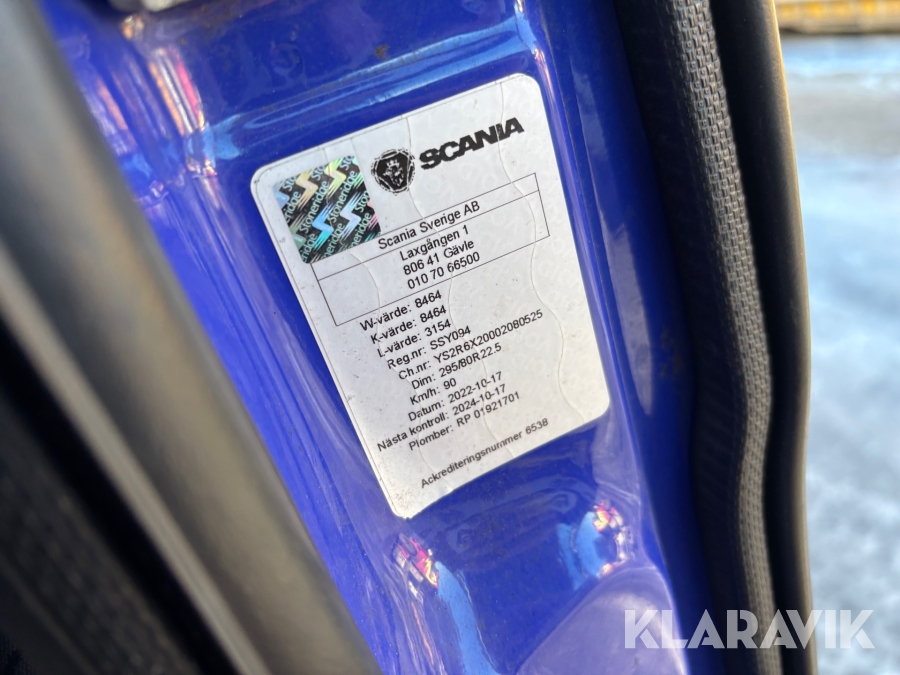 SCANIA
Stoneridge
Scania Sverige AB
Laxgången 1
806 41 Gävle
010 70 66500
W-värde: 8464
K-värde: 8464
L-värde: 3154
Reg.nr: SSY094
Ch.nr: YS2R6X20002080525
Dim: 295/80R22.5
Km/h: 90
Datum: 2022-10-17
Nästa kontroll: 2024-10-17
Plomber: RP 01921701
Ackrediteringsnummer 6538
KLARAVIK